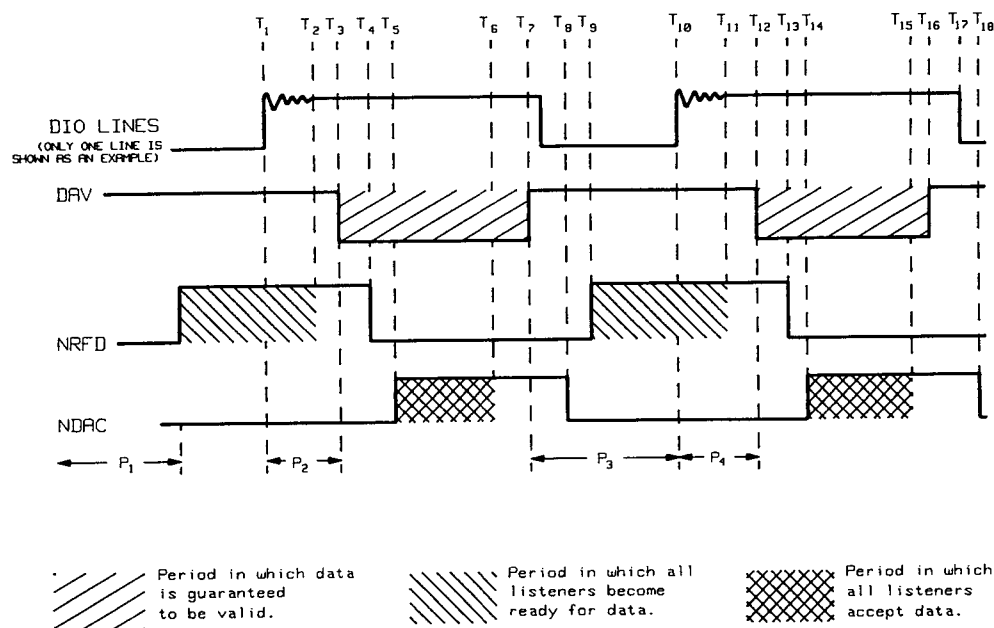 T1 T2 T3 T4 T5 T6 T7 T8 T9 T10 T11 T12 T13 T14 T15 T16 T17 T18
DIO LINES
(ONLY ONE LINE IS
SHOWN AS AN EXAMPLE)
DAV
NRFD
NDAC
P1 P2 P3 P4
Period in which data
is guaranteed
to be valid.
Period in which all
listeners become
ready for data.
Period in which
all listeners
accept data.